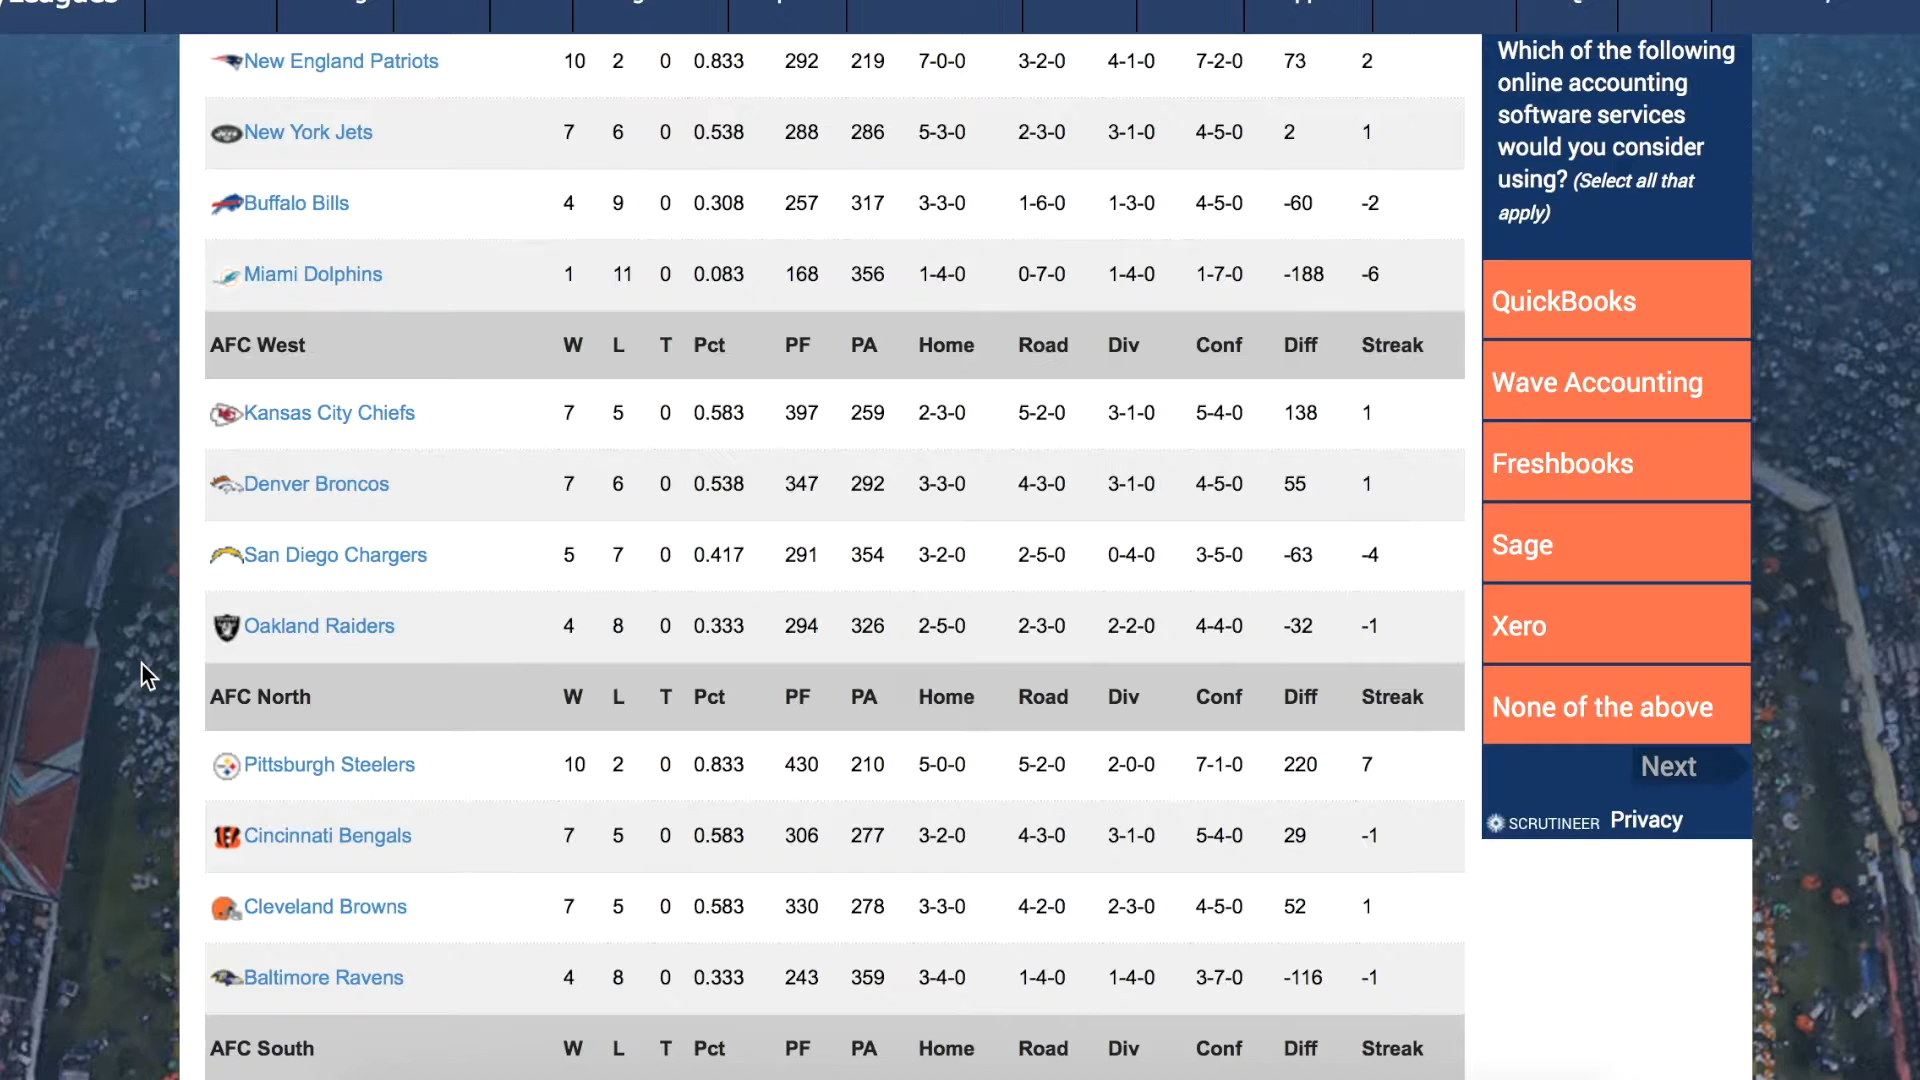 New England Patriots 10 2 0 0.833 292 219 7-0-0 3-2-0 4-1-0 7-2-0 73 2
New York Jets 7 6 0 0.538 288 286 5-3-0 2-3-0 3-1-0 4-5-0 2 1
Buffalo Bills 4 9 0 0.308 257 317 3-3-0 1-6-0 1-3-0 4-5-0 -60 -2
Miami Dolphins 1 11 0 0.083 168 356 1-4-0 0-7-0 1-4-0 1-7-0 -188 -6
AFC West W L T Pct PF PA Home Road Div Conf Diff Streak
Kansas City Chiefs 7 5 0 0.583 397 259 2-3-0 5-2-0 3-1-0 5-4-0 138 1
Denver Broncos 7 6 0 0.538 347 292 3-3-0 4-3-0 3-1-0 4-5-0 55 1
San Diego Chargers 5 7 0 0.417 291 354 3-2-0 2-5-0 0-4-0 3-5-0 -63 -4
Oakland Raiders 4 8 0 0.333 294 326 2-5-0 2-3-0 2-2-0 4-4-0 -32 -1
AFC North W L T Pct PF PA Home Road Div Conf Diff Streak
Pittsburgh Steelers 10 2 0 0.833 430 210 5-0-0 5-2-0 2-0-0 7-1-0 220 7
Cincinnati Bengals 7 5 0 0.583 306 277 3-2-0 4-3-0 3-1-0 5-4-0 29 -1
Cleveland Browns 7 5 0 0.583 330 278 3-3-0 4-2-0 2-3-0 4-5-0 52 1
Baltimore Ravens 4 8 0 0.333 243 359 3-4-0 1-4-0 1-4-0 3-7-0 -116 -1
AFC South W L T Pct PF PA Home Road Div Conf Diff Streak
Which of the following
online accounting
software services
would you consider
using? (Select all that
apply)
QuickBooks
Wave Accounting
Freshbooks
Sage
Xero
None of the above
Next
SCRUTINEER Privacy